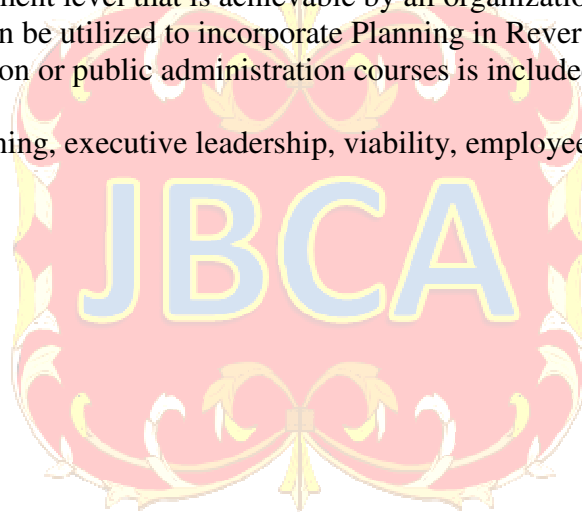 ment level that is achievable by all organizatio
n be utilized to incorporate Planning in Rever
on or public administration courses is include
ning, executive leadership, viability, employee
JBCA